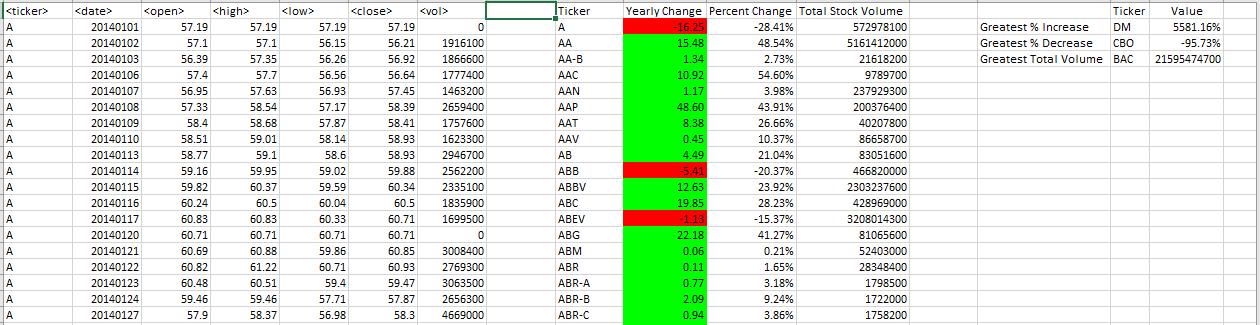 <ticker> <date> <open> <high> <low> <close> <vol> Ticker Yearly Change Percent Change Total Stock Volume Ticker Value
A 20140101 57.19 57.19 57.19 57.19 0 A -16.25 -28.41% 572978100 Greatest % Increase DM 5581.16%
A 20140102 57.1 57.1 56.15 56.21 1916100 AA 15.48 48.54% 5161412000 Greatest % Decrease CBO -95.73%
A 20140103 56.39 57.35 56.26 56.92 1866600 AA-B 1.34 2.73% 21618200 Greatest Total Volume BAC 21595474700
A 20140106 57.4 57.7 56.56 56.64 1777400 AAC 10.92 54.60% 9789700
A 20140107 56.95 57.63 56.93 57.45 1463200 AAN 1.17 3.98% 237929300
A 20140108 57.33 58.54 57.17 58.39 2659400 AAP 48.60 43.91% 200376400
A 20140109 58.4 58.68 57.87 58.41 1757600 AAT 8.38 26.66% 40207800
A 20140110 58.51 59.01 58.14 58.93 1623300 AAV 0.45 10.37% 86658700
A 20140113 58.77 59.1 58.6 58.93 2946700 AB 4.49 21.04% 83051600
A 20140114 59.16 59.95 59.02 59.88 2562200 ABB -5.41 -20.37% 466820000
A 20140115 59.82 60.37 59.59 60.34 2335100 ABBV 12.63 23.92% 2303237600
A 20140116 60.24 60.5 60.04 60.5 1835900 ABC 19.85 28.23% 428969000
A 20140117 60.83 60.83 60.33 60.71 1699500 ABEV -1.13 -15.37% 3208014300
A 20140120 60.71 60.71 60.71 60.71 0 ABG 22.18 41.27% 81065600
A 20140121 60.69 60.88 59.86 60.85 3008400 ABM 0.06 0.21% 52403000
A 20140122 60.82 61.22 60.71 60.93 2769300 ABR 0.11 1.65% 28348400
A 20140123 60.48 60.51 59.4 59.47 3063500 ABR-A 0.77 3.18% 1798500
A 20140124 59.46 59.46 57.71 57.87 2656300 ABR-B 2.09 9.24% 1722000
A 20140127 57.9 58.37 56.98 58.3 4669000 ABR-C 0.94 3.86% 1758200